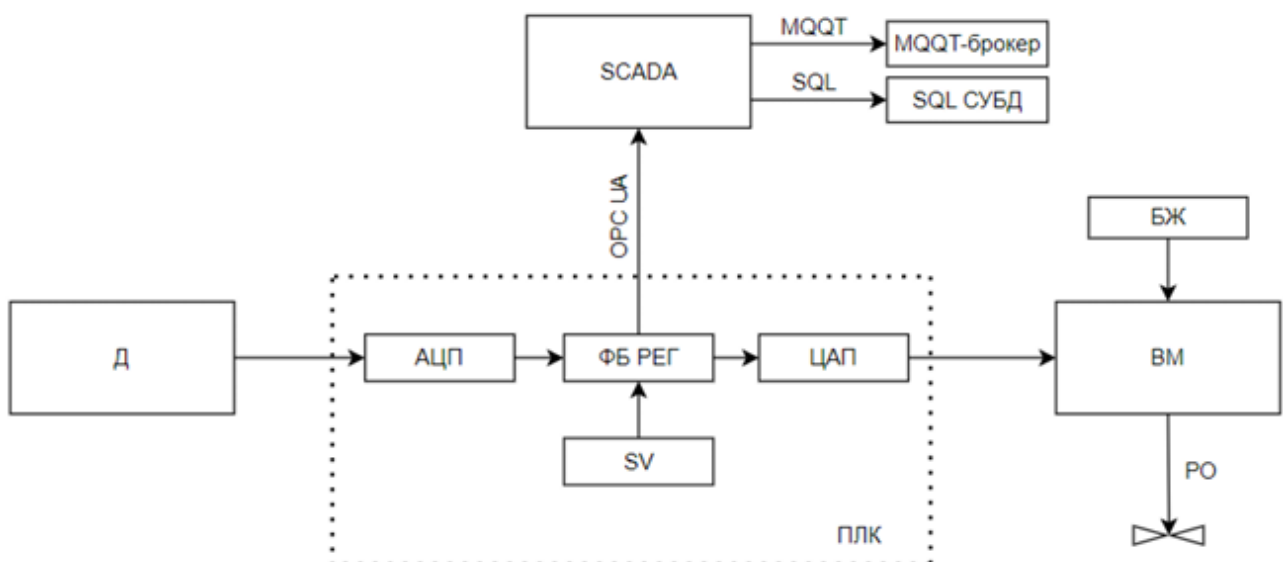 MQQT
MQQT-брокер
SCADA
SQL
SQL СУБД
OPC UA
БЖ
Д
АЦП
ФБ РЕГ
ЦАП
ВМ
SV
РО
ПЛК